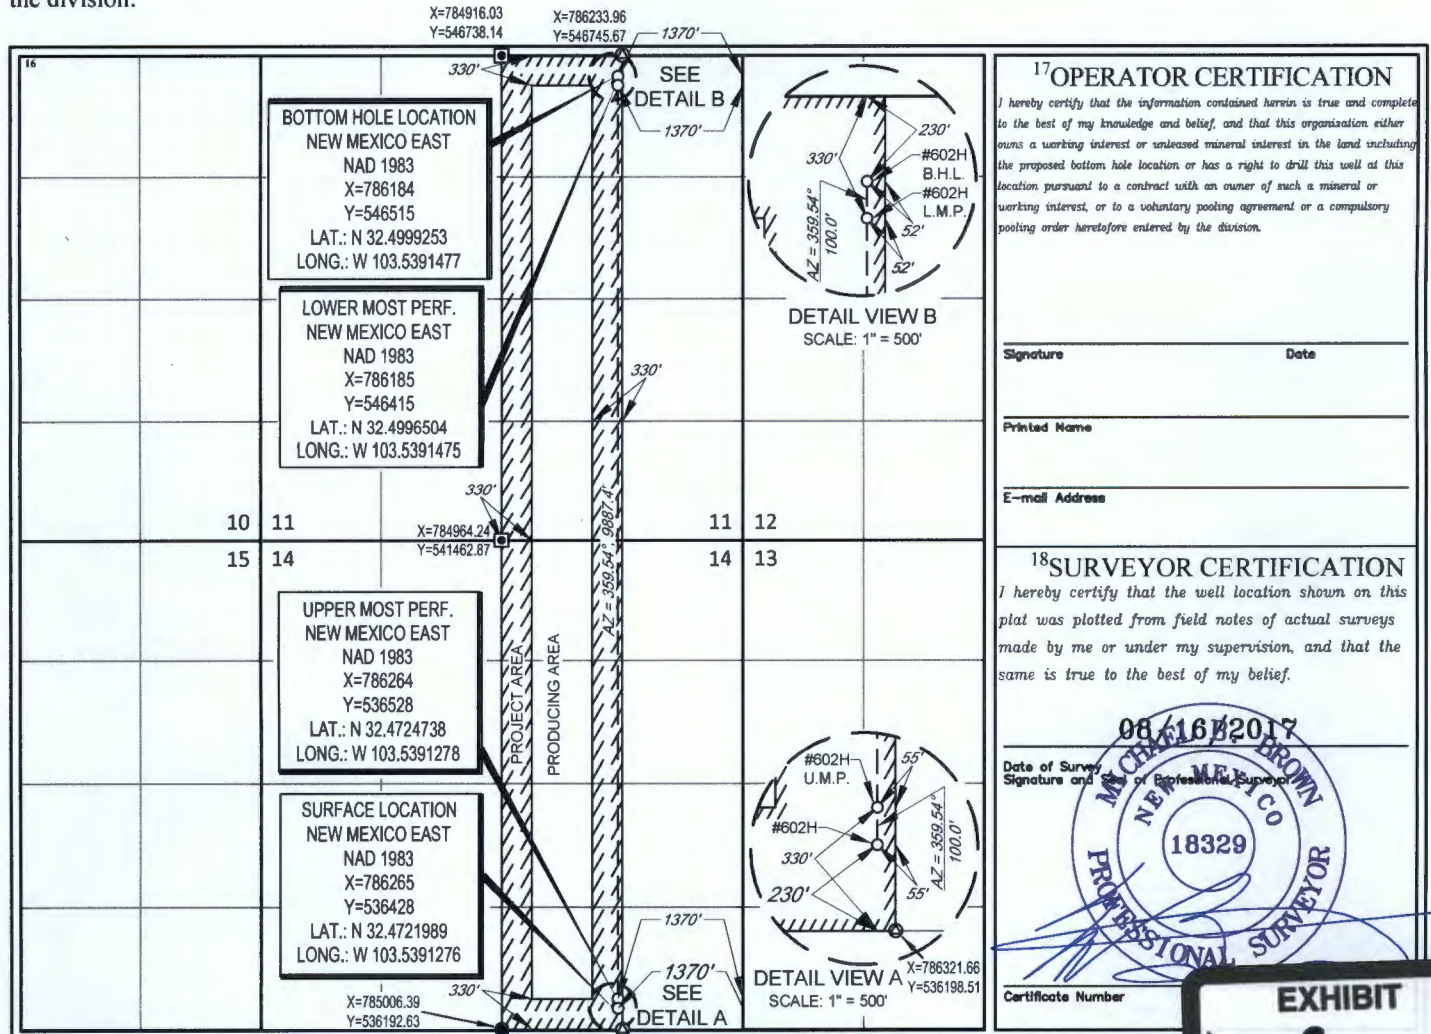 the division.
X=784916.03
Y=546738.14
X=786233.96
Y=546745.67
1370'
16
330'
SEE
DETAIL B
1370'
BOTTOM HOLE LOCATION
NEW MEXICO EAST
NAD 1983
X=786184
Y=546515
LAT.: N 32.4999253
LONG.: W 103.5391477
LOWER MOST PERF.
NEW MEXICO EAST
NAD 1983
X=786185
Y=546415
LAT.: N 32.4996504
LONG.: W 103.5391475
330'
330'
10 11
X=784964.24
Y=541462.87
11 12
15 14
14 13
AZ = 359.54°, 9887.4'
UPPER MOST PERF.
NEW MEXICO EAST
NAD 1983
X=786264
Y=536528
LAT.: N 32.4724738
LONG.: W 103.5391278
PROJECT AREA
PRODUCING AREA
SURFACE LOCATION
NEW MEXICO EAST
NAD 1983
X=786265
Y=536428
LAT.: N 32.4721989
LONG.: W 103.5391276
330'
X=785006.39
Y=536192.63
1370'
1370'
SEE
DETAIL A
230'
330'
#602H
B.H.L.
#602H
L.M.P.
AZ = 359.54°
100.0'
52'
52'
DETAIL VIEW B
SCALE: 1" = 500'
#602H
U.M.P.
55'
#602H
330'
AZ = 359.54°
100.0'
230'
55'
DETAIL VIEW A
SCALE: 1" = 500'
X=786321.66
Y=536198.51
17 OPERATOR CERTIFICATION
I hereby certify that the information contained herein is true and complete
to the best of my knowledge and belief, and that this organization either
owns a working interest or unleased mineral interest in the land including
the proposed bottom hole location or has a right to drill this well at this
location pursuant to a contract with an owner of such a mineral or
working interest, or to a voluntary pooling agreement or a compulsory
pooling order heretofore entered by the division.
Signature Date
Printed Name
E-mail Address
18 SURVEYOR CERTIFICATION
I hereby certify that the well location shown on this
plat was plotted from field notes of actual surveys
made by me or under my supervision, and that the
same is true to the best of my belief.
08/16/2017
Date of Survey
Signature and Seal of Professional Surveyor
MICHAEL B. BROWN
NEW MEXICO
18329
PROFESSIONAL SURVEYOR
Certificate Number
EXHIBIT